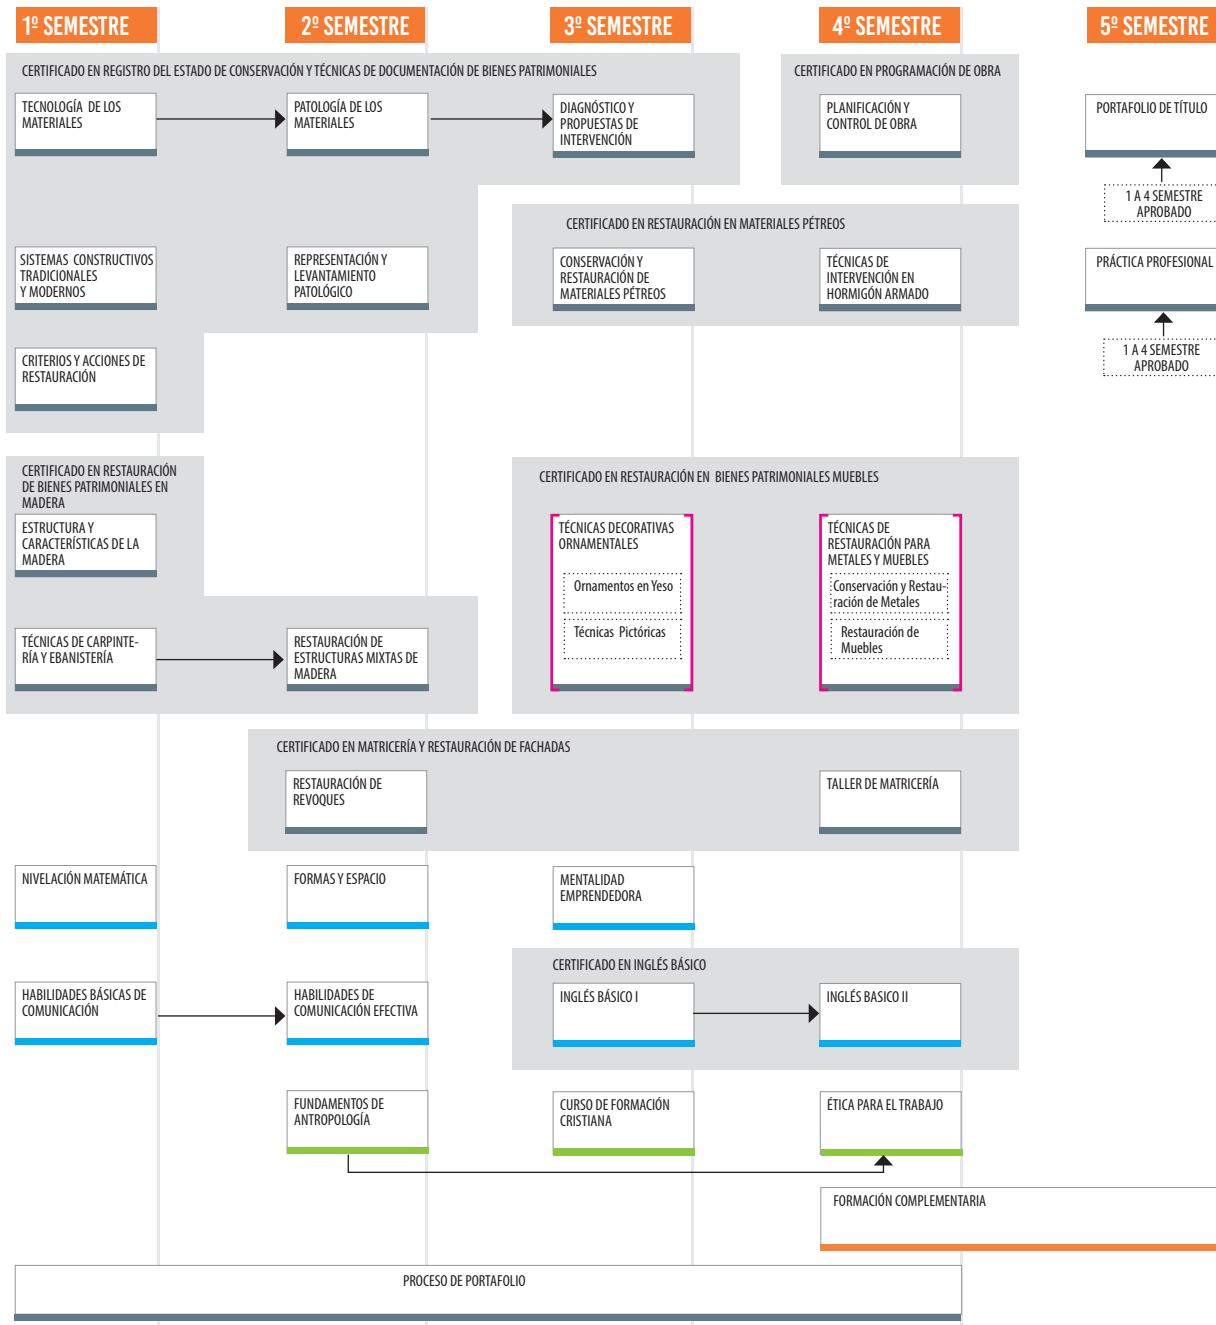 1º SEMESTRE
2º SEMESTRE
3º SEMESTRE
4º SEMESTRE
5º SEMESTRE
CERTIFICADO EN REGISTRO DEL ESTADO DE CONSERVACIÓN Y TÉCNICAS DE DOCUMENTACIÓN DE BIENES PATRIMONIALES
CERTIFICADO EN PROGRAMACIÓN DE OBRA
TECNOLOGÍA DE LOS
MATERIALES
PATOLOGÍA DE LOS
MATERIALES
DIAGNÓSTICO Y
PROPUESTAS DE
INTERVENCIÓN
PLANIFICACIÓN Y
CONTROL DE OBRA
PORTAFOLIO DE TÍTULO
1 A 4 SEMESTRE
APROBADO
CERTIFICADO EN RESTAURACIÓN EN MATERIALES PÉTREOS
SISTEMAS CONSTRUCTIVOS
TRADICIONALES
Y MODERNOS
REPRESENTACIÓN Y
LEVANTAMIENTO
PATOLÓGICO
CONSERVACIÓN Y
RESTAURACIÓN DE
MATERIALES PÉTREOS
TÉCNICAS DE
INTERVENCIÓN EN
HORMIGÓN ARMADO
PRÁCTICA PROFESIONAL
1 A 4 SEMESTRE
APROBADO
CRITERIOS Y ACCIONES DE
RESTAURACIÓN
CERTIFICADO EN RESTAURACIÓN
DE BIENES PATRIMONIALES EN
MADERA
CERTIFICADO EN RESTAURACIÓN EN BIENES PATRIMONIALES MUEBLES
ESTRUCTURA Y
CARACTERÍSTICAS DE LA
MADERA
TÉCNICAS DECORATIVAS
ORNAMENTALES
Ornamentos en Yeso
Técnicas Pictóricas
TÉCNICAS DE
RESTAURACIÓN PARA
METALES Y MUEBLES
Conservación y Restau-
ración de Metales
Restauración de
Muebles
TÉCNICAS DE CARPINTE-
RÍA Y EBANISTERÍA
RESTAURACIÓN DE
ESTRUCTURAS MIXTAS DE
MADERA
CERTIFICADO EN MATRICERÍA Y RESTAURACIÓN DE FACHADAS
RESTAURACIÓN DE
REVOQUES
TALLER DE MATRICERÍA
NIVELACIÓN MATEMÁTICA
FORMAS Y ESPACIO
MENTALIDAD
EMPRENDEDORA
CERTIFICADO EN INGLÉS BÁSICO
HABILIDADES BÁSICAS DE
COMUNICACIÓN
HABILIDADES DE
COMUNICACIÓN EFECTIVA
INGLÉS BÁSICO I
INGLÉS BASICO II
FUNDAMENTOS DE
ANTROPOLOGÍA
CURSO DE FORMACIÓN
CRISTIANA
ÉTICA PARA EL TRABAJO
FORMACIÓN COMPLEMENTARIA
PROCESO DE PORTAFOLIO